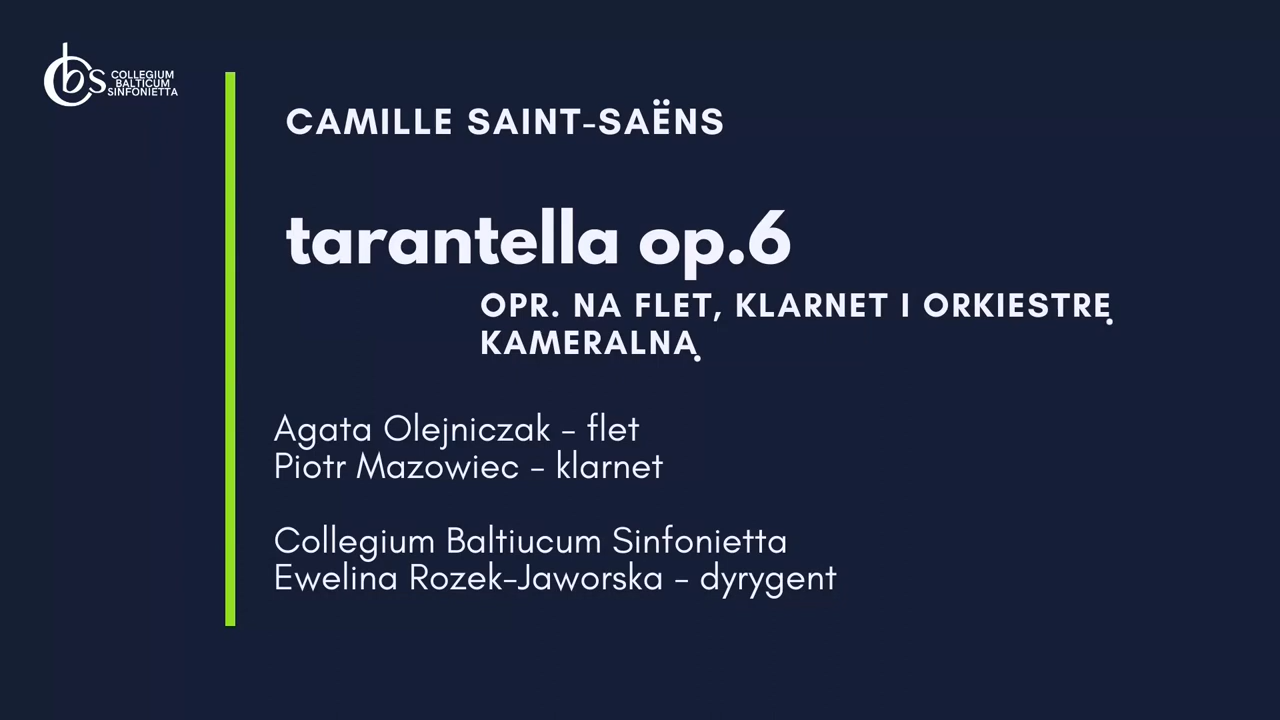 cbs COLLEGIUM
BALTICUM
SINFONIETTA
CAMILLE SAINT-SAËNS
tarantella op.6
OPR. NA FLET, KLARNET I ORKIESTRĘ
KAMERALNĄ
Agata Olejniczak - flet
Piotr Mazowiec - klarnet
Collegium Baltiucum Sinfonietta
Ewelina Rozek-Jaworska - dyrygent